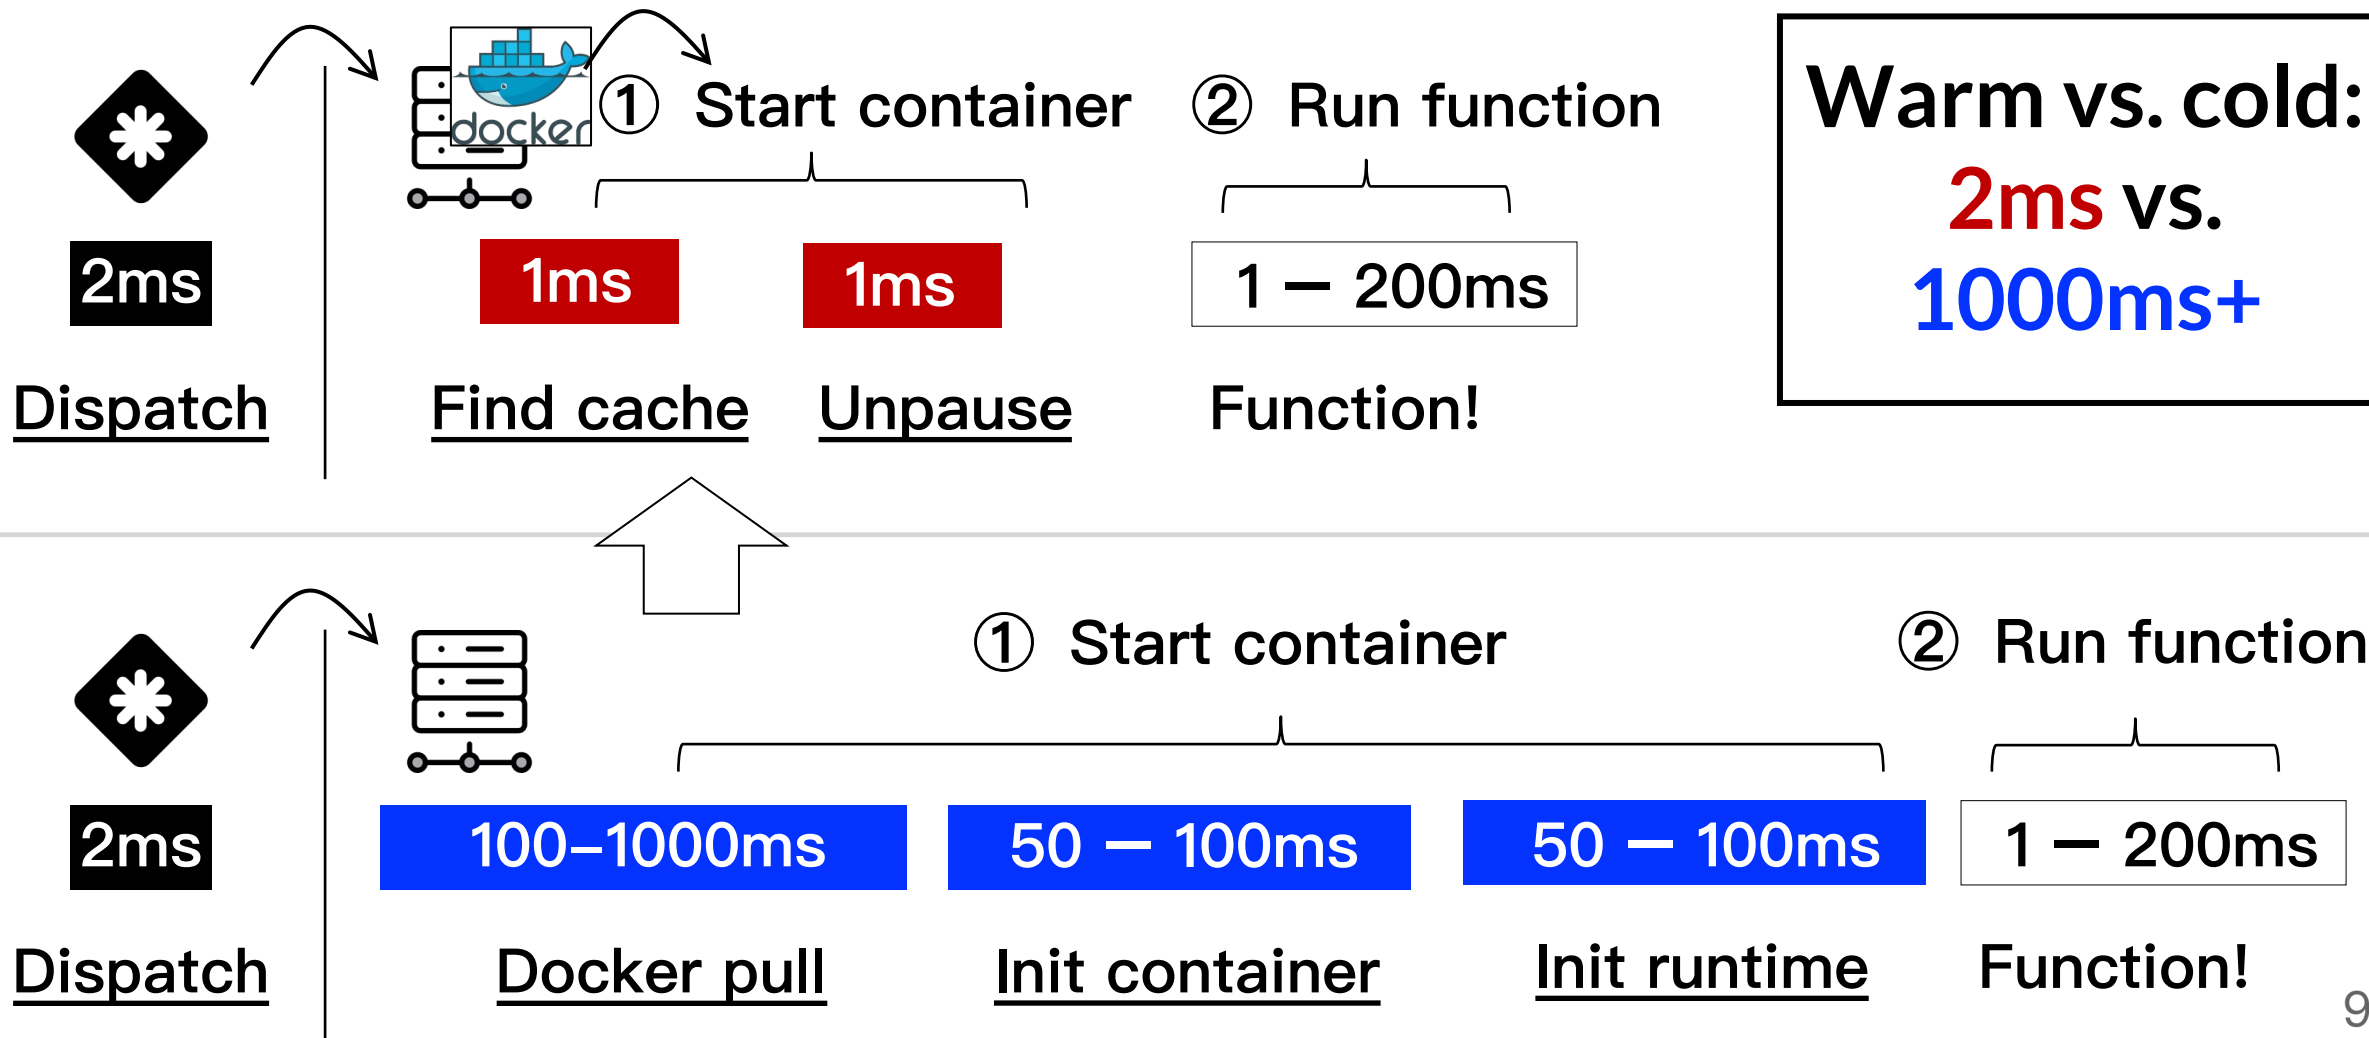 docker
① Start container
② Run function
2ms
1ms
1ms
1 — 200ms
Dispatch
Find cache
Unpause
Function!
Warm vs. cold:
2ms vs.
1000ms+
① Start container
② Run function
2ms
100–1000ms
50 — 100ms
50 — 100ms
1 — 200ms
Dispatch
Docker pull
Init container
Init runtime
Function!
9